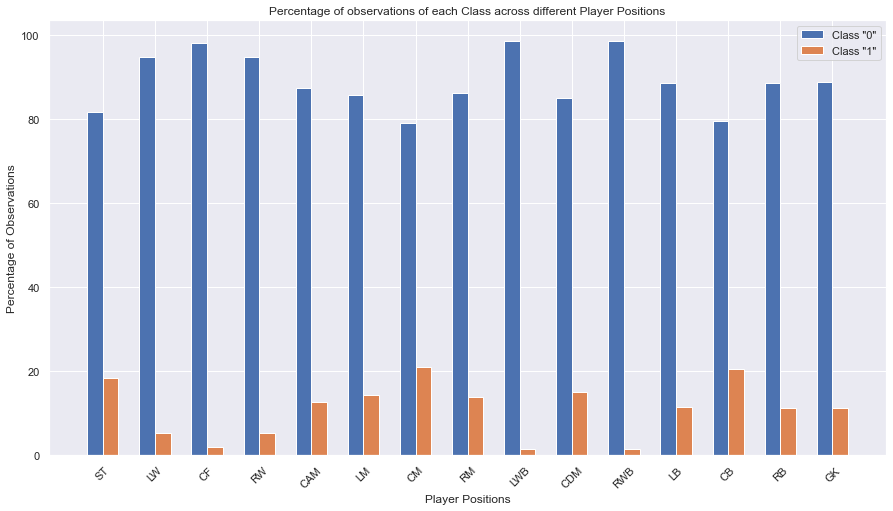 Percentage of observations of each Class across different Player Positions
Class "0"
Class "1"
Percentage of Observations
100
80
60
40
20
0
ST LW CF RW CAM LM CM RM LWB CDM RWB LB CB RB GK
Player Positions